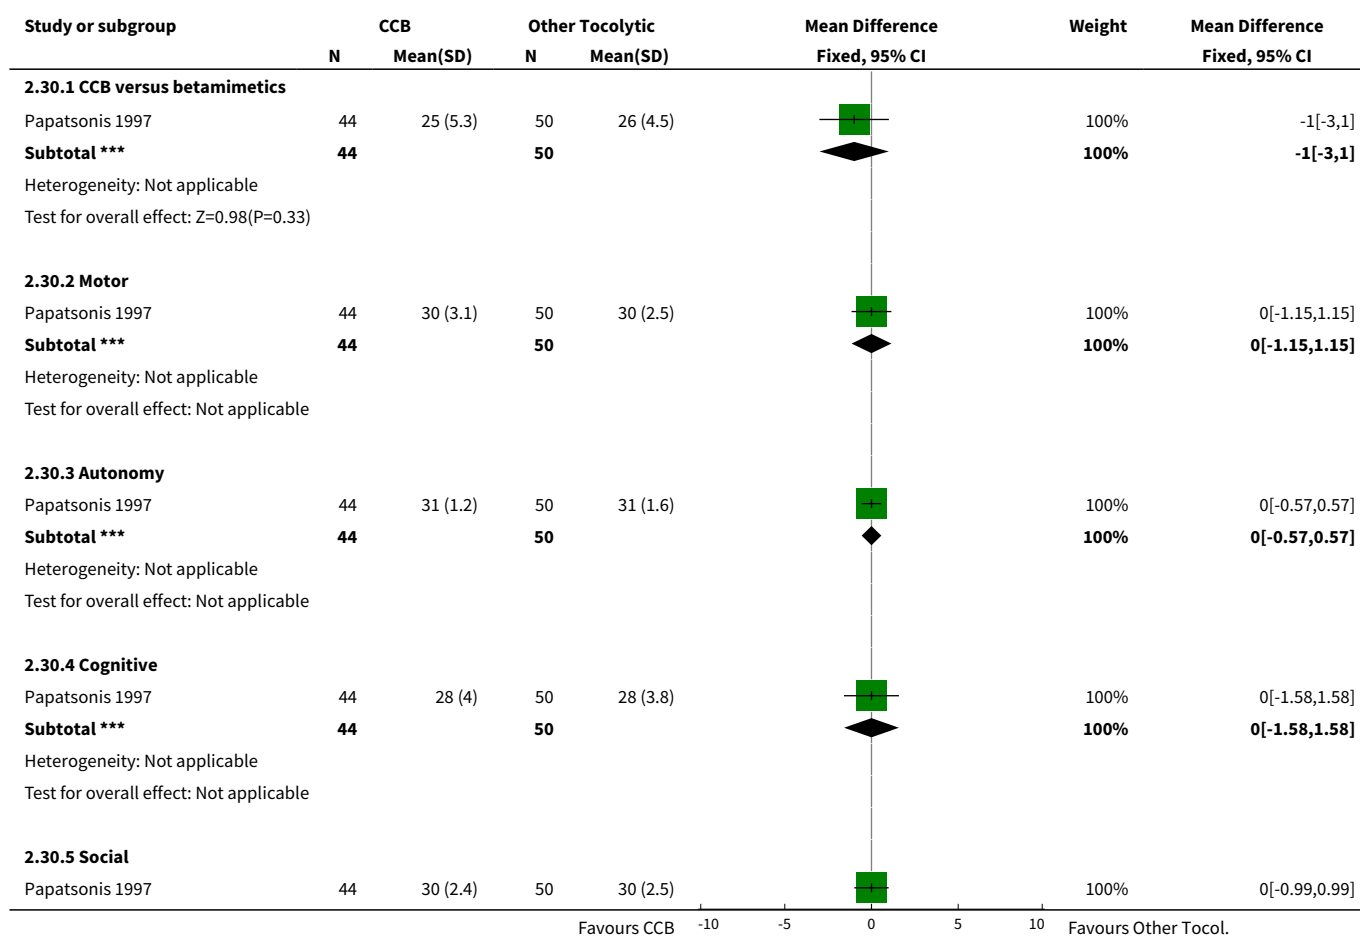 Study or subgroup CCB Other Tocolytic Mean Difference Weight Mean Difference
N Mean(SD) N Mean(SD) Fixed, 95% CI Fixed, 95% CI
2.30.1 CCB versus betamimetics
Papatsonis 1997 44 25 (5.3) 50 26 (4.5) 100% -1[-3,1]
Subtotal *** 44 50 100% -1[-3,1]
Heterogeneity: Not applicable
Test for overall effect: Z=0.98(P=0.33)
2.30.2 Motor
Papatsonis 1997 44 30 (3.1) 50 30 (2.5) 100% 0[-1.15,1.15]
Subtotal *** 44 50 100% 0[-1.15,1.15]
Heterogeneity: Not applicable
Test for overall effect: Not applicable
2.30.3 Autonomy
Papatsonis 1997 44 31 (1.2) 50 31 (1.6) 100% 0[-0.57,0.57]
Subtotal *** 44 50 100% 0[-0.57,0.57]
Heterogeneity: Not applicable
Test for overall effect: Not applicable
2.30.4 Cognitive
Papatsonis 1997 44 28 (4) 50 28 (3.8) 100% 0[-1.58,1.58]
Subtotal *** 44 50 100% 0[-1.58,1.58]
Heterogeneity: Not applicable
Test for overall effect: Not applicable
2.30.5 Social
Papatsonis 1997 44 30 (2.4) 50 30 (2.5) 100% 0[-0.99,0.99]
Favours CCB -10 -5 0 5 10 Favours Other Tocol.